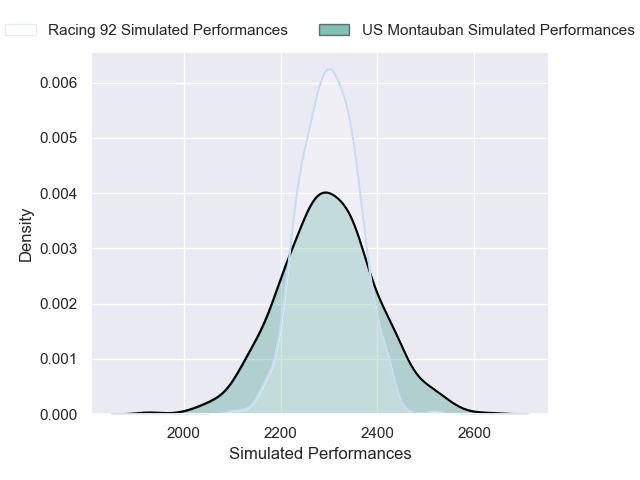 Racing 92 Simulated Performances US Montauban Simulated Performances
0.006
0.005
0.004
0.003
0.002
0.001
0.000
Density
2000 2200 2400 2600
Simulated Performances